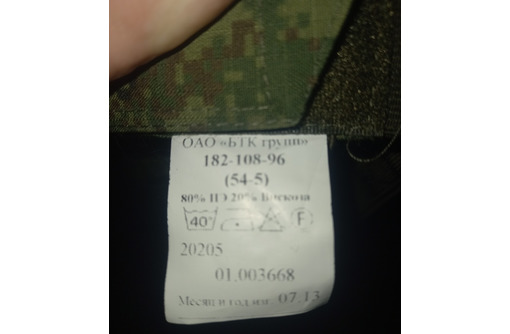 ОАО «БТК групп»
182-108-96
(54-5)
80% ПЭ 20% Вискоза
40° F
20205
01.003668
Месяц и год изг. 07.13